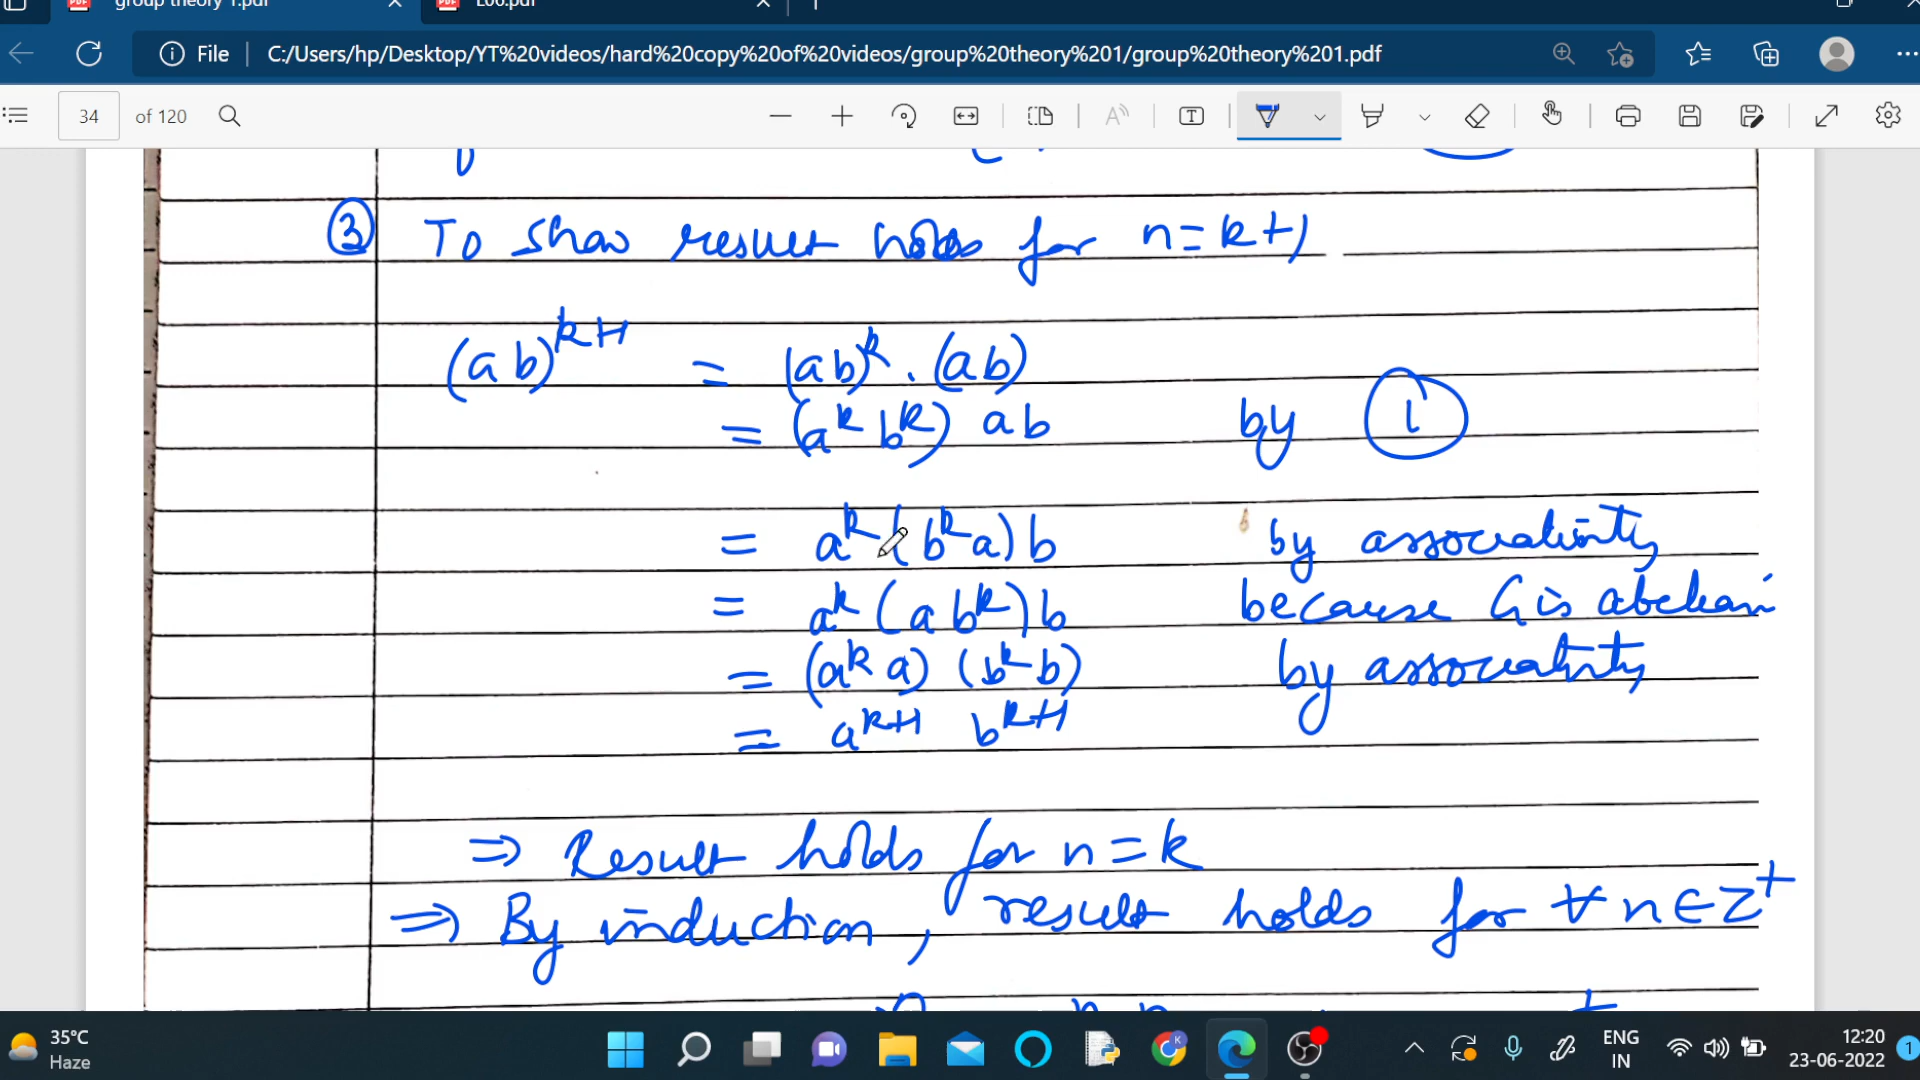 group theory 1.pdf
L06.pdf
File
C:/Users/hp/Desktop/YT%20videos/hard%20copy%20of%20videos/group%20theory%201/group%20theory%201.pdf
34 of 120
③ To show result holds for n=k+1
(ab)^{k+1} = (ab)^k . (ab)
= (a^k b^k) ab by ①
= a^k (b^k a) b by associativity
= a^k (a b^k) b because G is abelian
= (a^k a) (b^k b) by associativity
= a^{k+1} b^{k+1}
⇒ Result holds for n=k
⇒ By induction, result holds for ∀ n∈Z^+
35°C
Haze
ENG
IN
12:20
23-06-2022
1